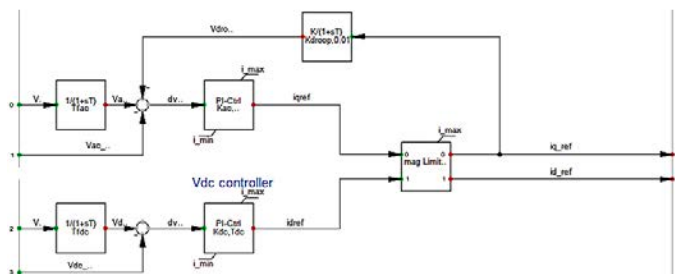 Vdro..
K/(1+sT)
Kdroop,0.01
i_max
0
V.
1/(1+sT)
Tfac
Va..
dv..
PI-Ctrl
Kac,..
iqref
i_max
1
Vac_..
i_min
0
mag Limit..
0
iq_ref
1
1
id_ref
Vdc controller
i_max
2
V.
1/(1+sT)
Tfdc
Vd..
dv..
PI-Ctrl
Kdc,Tdc
idref
i_min
3
Vdc_..